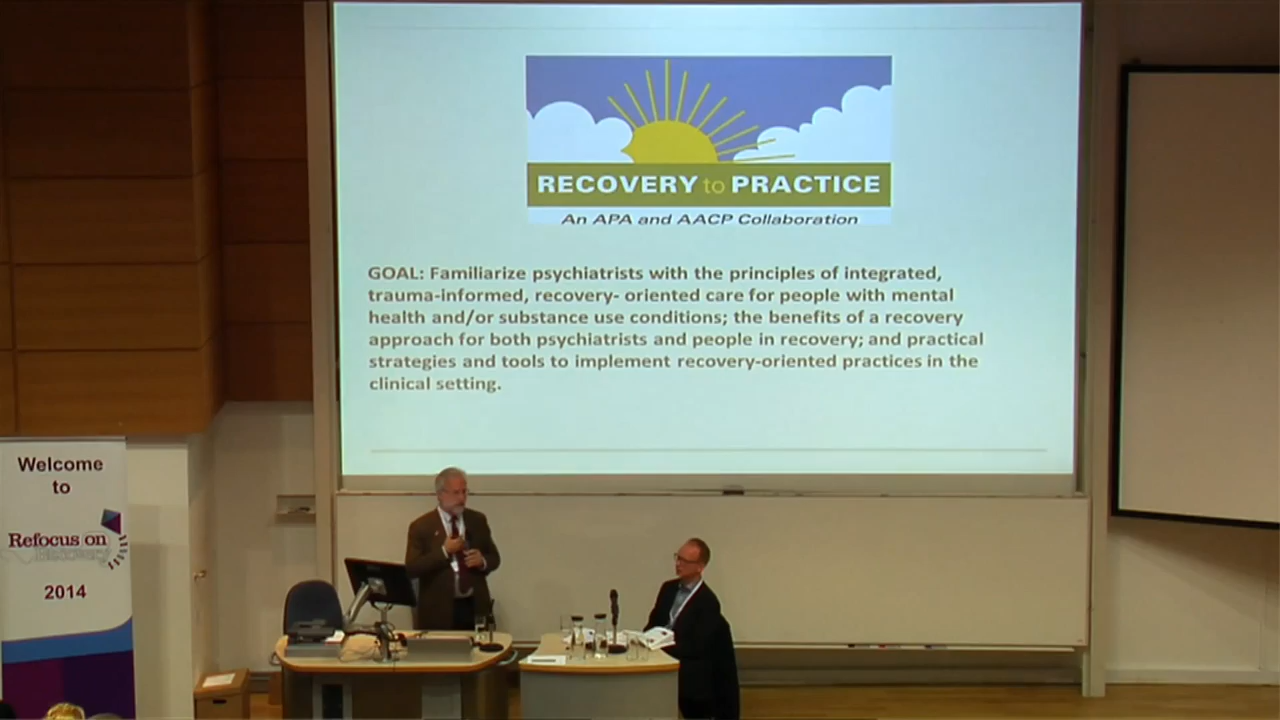 RECOVERY to PRACTICE
An APA and AACP Collaboration
GOAL: Familiarize psychiatrists with the principles of integrated,
trauma-informed, recovery- oriented care for people with mental
health and/or substance use conditions; the benefits of a recovery
approach for both psychiatrists and people in recovery; and practical
strategies and tools to implement recovery-oriented practices in the
clinical setting.
Welcome
to
Refocus on
2014